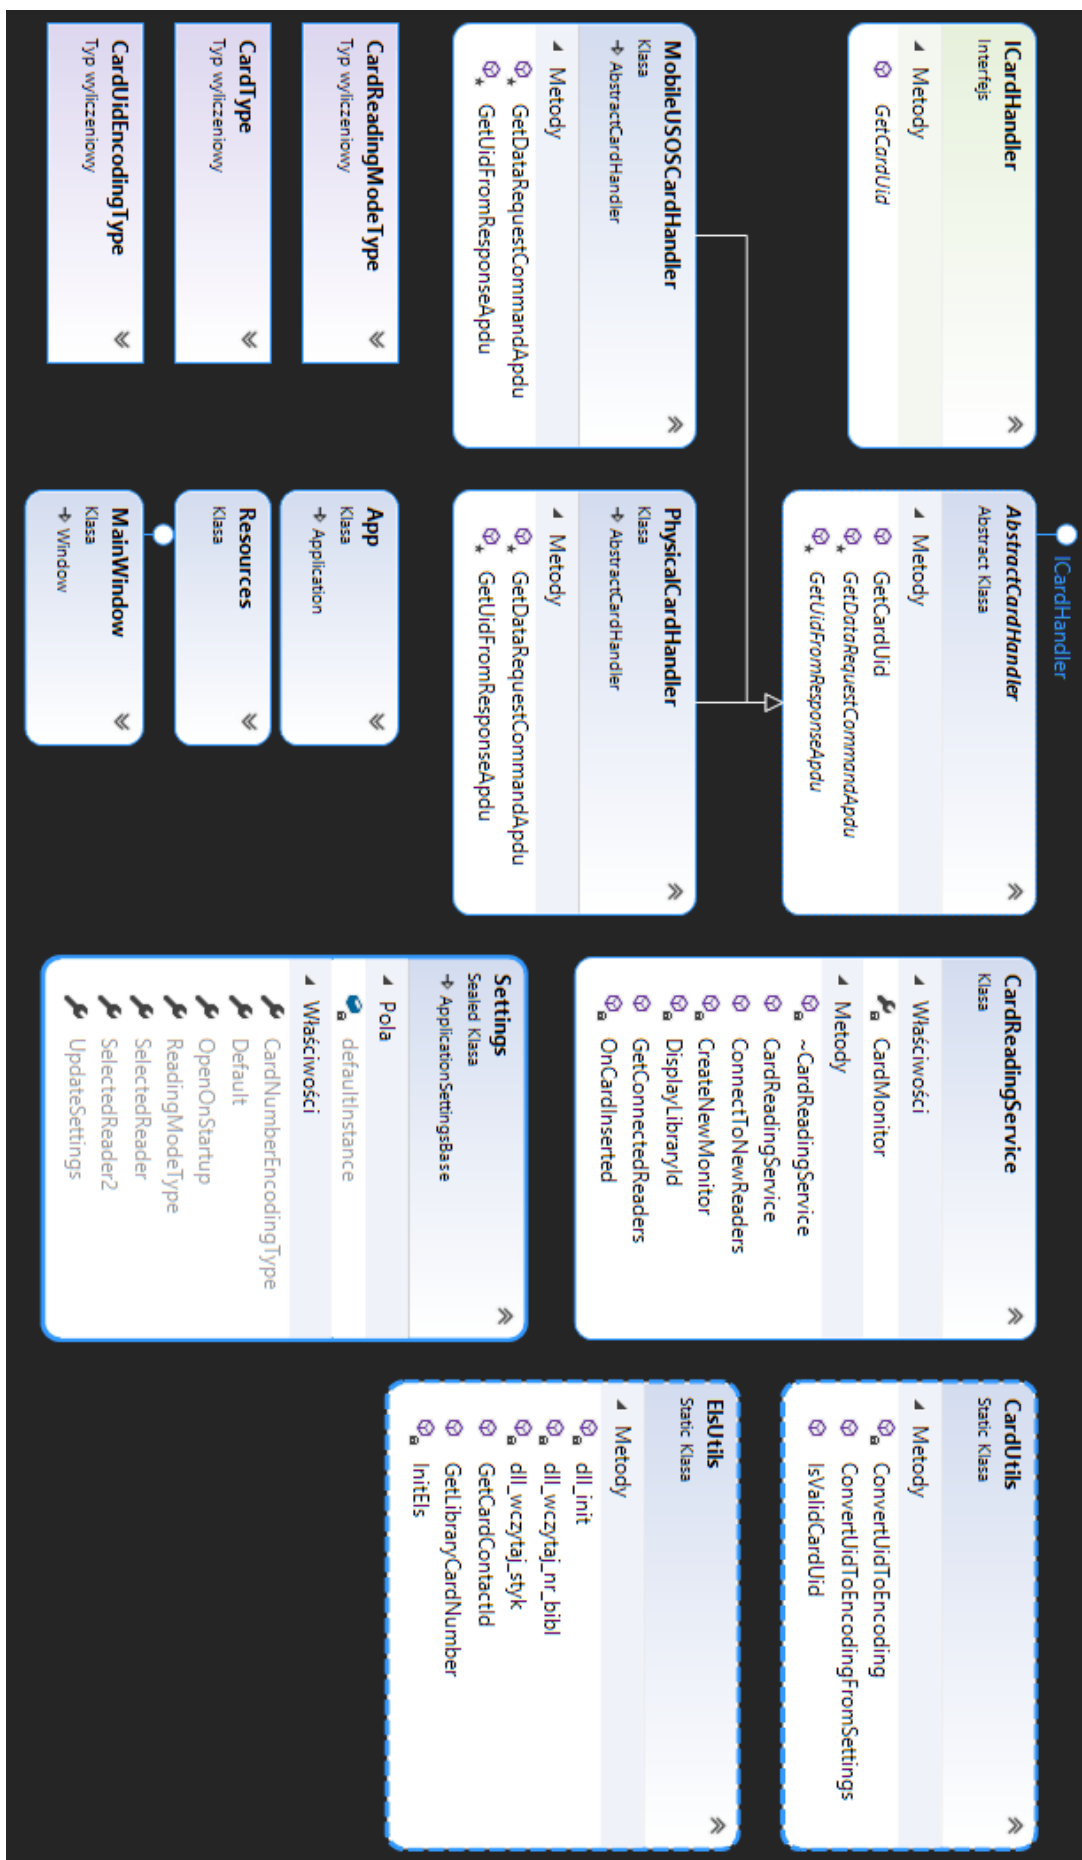 ICardHandler
Interfejs
Metody
GetCardUid
ICardHandler
AbstractCardHandler
Abstract Klasa
Metody
GetCardUid
GetDataRequestCommandApdu
GetUidFromResponseApdu
CardReadingService
Klasa
Właściwości
CardMonitor
Metody
~CardReadingService
CardReadingService
ConnectToNewReaders
CreateNewMonitor
DisplayLibraryId
GetConnectedReaders
OnCardInserted
CardUtils
Static Klasa
Metody
ConvertUidToEncoding
ConvertUidToEncodingFromSettings
IsValidCardUid
MobileUSOSCardHandler
Klasa
AbstractCardHandler
Metody
GetDataRequestCommandApdu
GetUidFromResponseApdu
PhysicalCardHandler
Klasa
AbstractCardHandler
Metody
GetDataRequestCommandApdu
GetUidFromResponseApdu
Settings
Sealed Klasa
ApplicationSettingsBase
Pola
defaultInstance
Właściwości
CardNumberEncodingType
Default
OpenOnStartup
ReadingModeType
SelectedReader
SelectedReader2
UpdateSettings
ElsUtils
Static Klasa
Metody
dll_init
dll_wczytaj_nr_bibl
dll_wczytaj_styk
GetCardContactId
GetLibraryCardNumber
InitEls
CardReadingModeType
Typ wyliczeniowy
App
Klasa
Application
CardType
Typ wyliczeniowy
Resources
Klasa
CardUidEncodingType
Typ wyliczeniowy
MainWindow
Klasa
Window